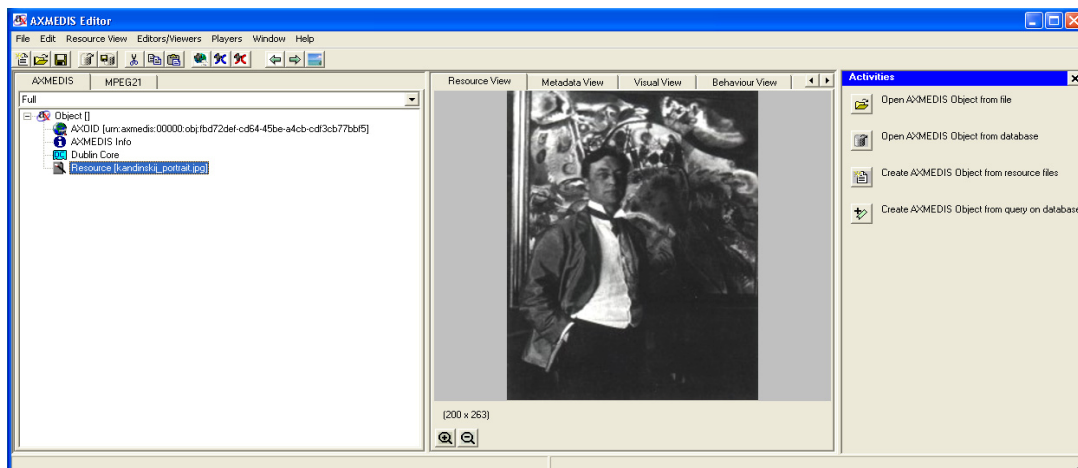 AXMEDIS Editor
File Edit Resource View Editors/Viewers Players Window Help
AXMEDIS MPEG21
Full
Object []
AXOID [urn:axmedis:00000:obj:fbd72def-cd64-45be-a4cb-cdf3cb77bbf5]
AXMEDIS Info
Dublin Core
Resource [kandinskij_portrait.jpg]
Resource View Metadata View Visual View Behaviour View
(200 x 263)
Activities
Open AXMEDIS Object from file
Open AXMEDIS Object from database
Create AXMEDIS Object from resource files
Create AXMEDIS Object from query on database